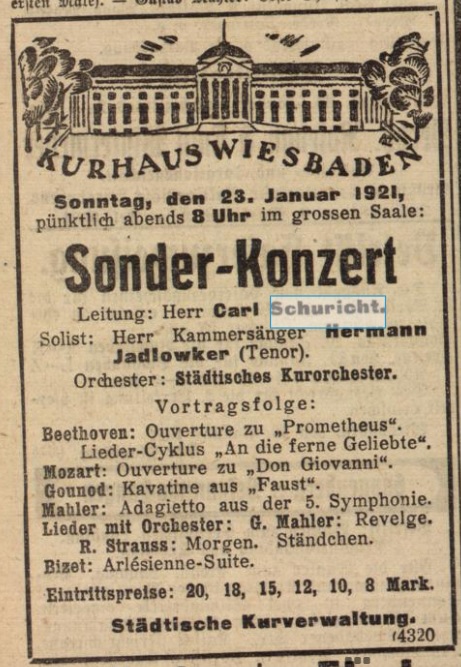 ersten Male). —
KURHAUS WIESBADEN
Sonntag, den 23. Januar 1921,
pünktlich abends 8 Uhr im grossen Saale:
Sonder-Konzert
Leitung: Herr Carl Schuricht.
Solist: Herr Kammersänger Hermann
Jadlowker (Tenor).
Orchester: Städtisches Kurorchester.
Vortragsfolge:
Beethoven: Ouverture zu „Prometheus“.
Lieder-Cyklus „An die ferne Geliebte“.
Mozart: Ouverture zu „Don Giovanni“.
Gounod: Kavatine aus „Faust“.
Mahler: Adagietto aus der 5. Symphonie.
Lieder mit Orchester: G. Mahler: Revelge.
R. Strauss: Morgen. Ständchen.
Bizet: Arlésienne-Suite.
Eintrittspreise: 20, 18, 15, 12, 10, 8 Mark.
Städtische Kurverwaltung.
4320